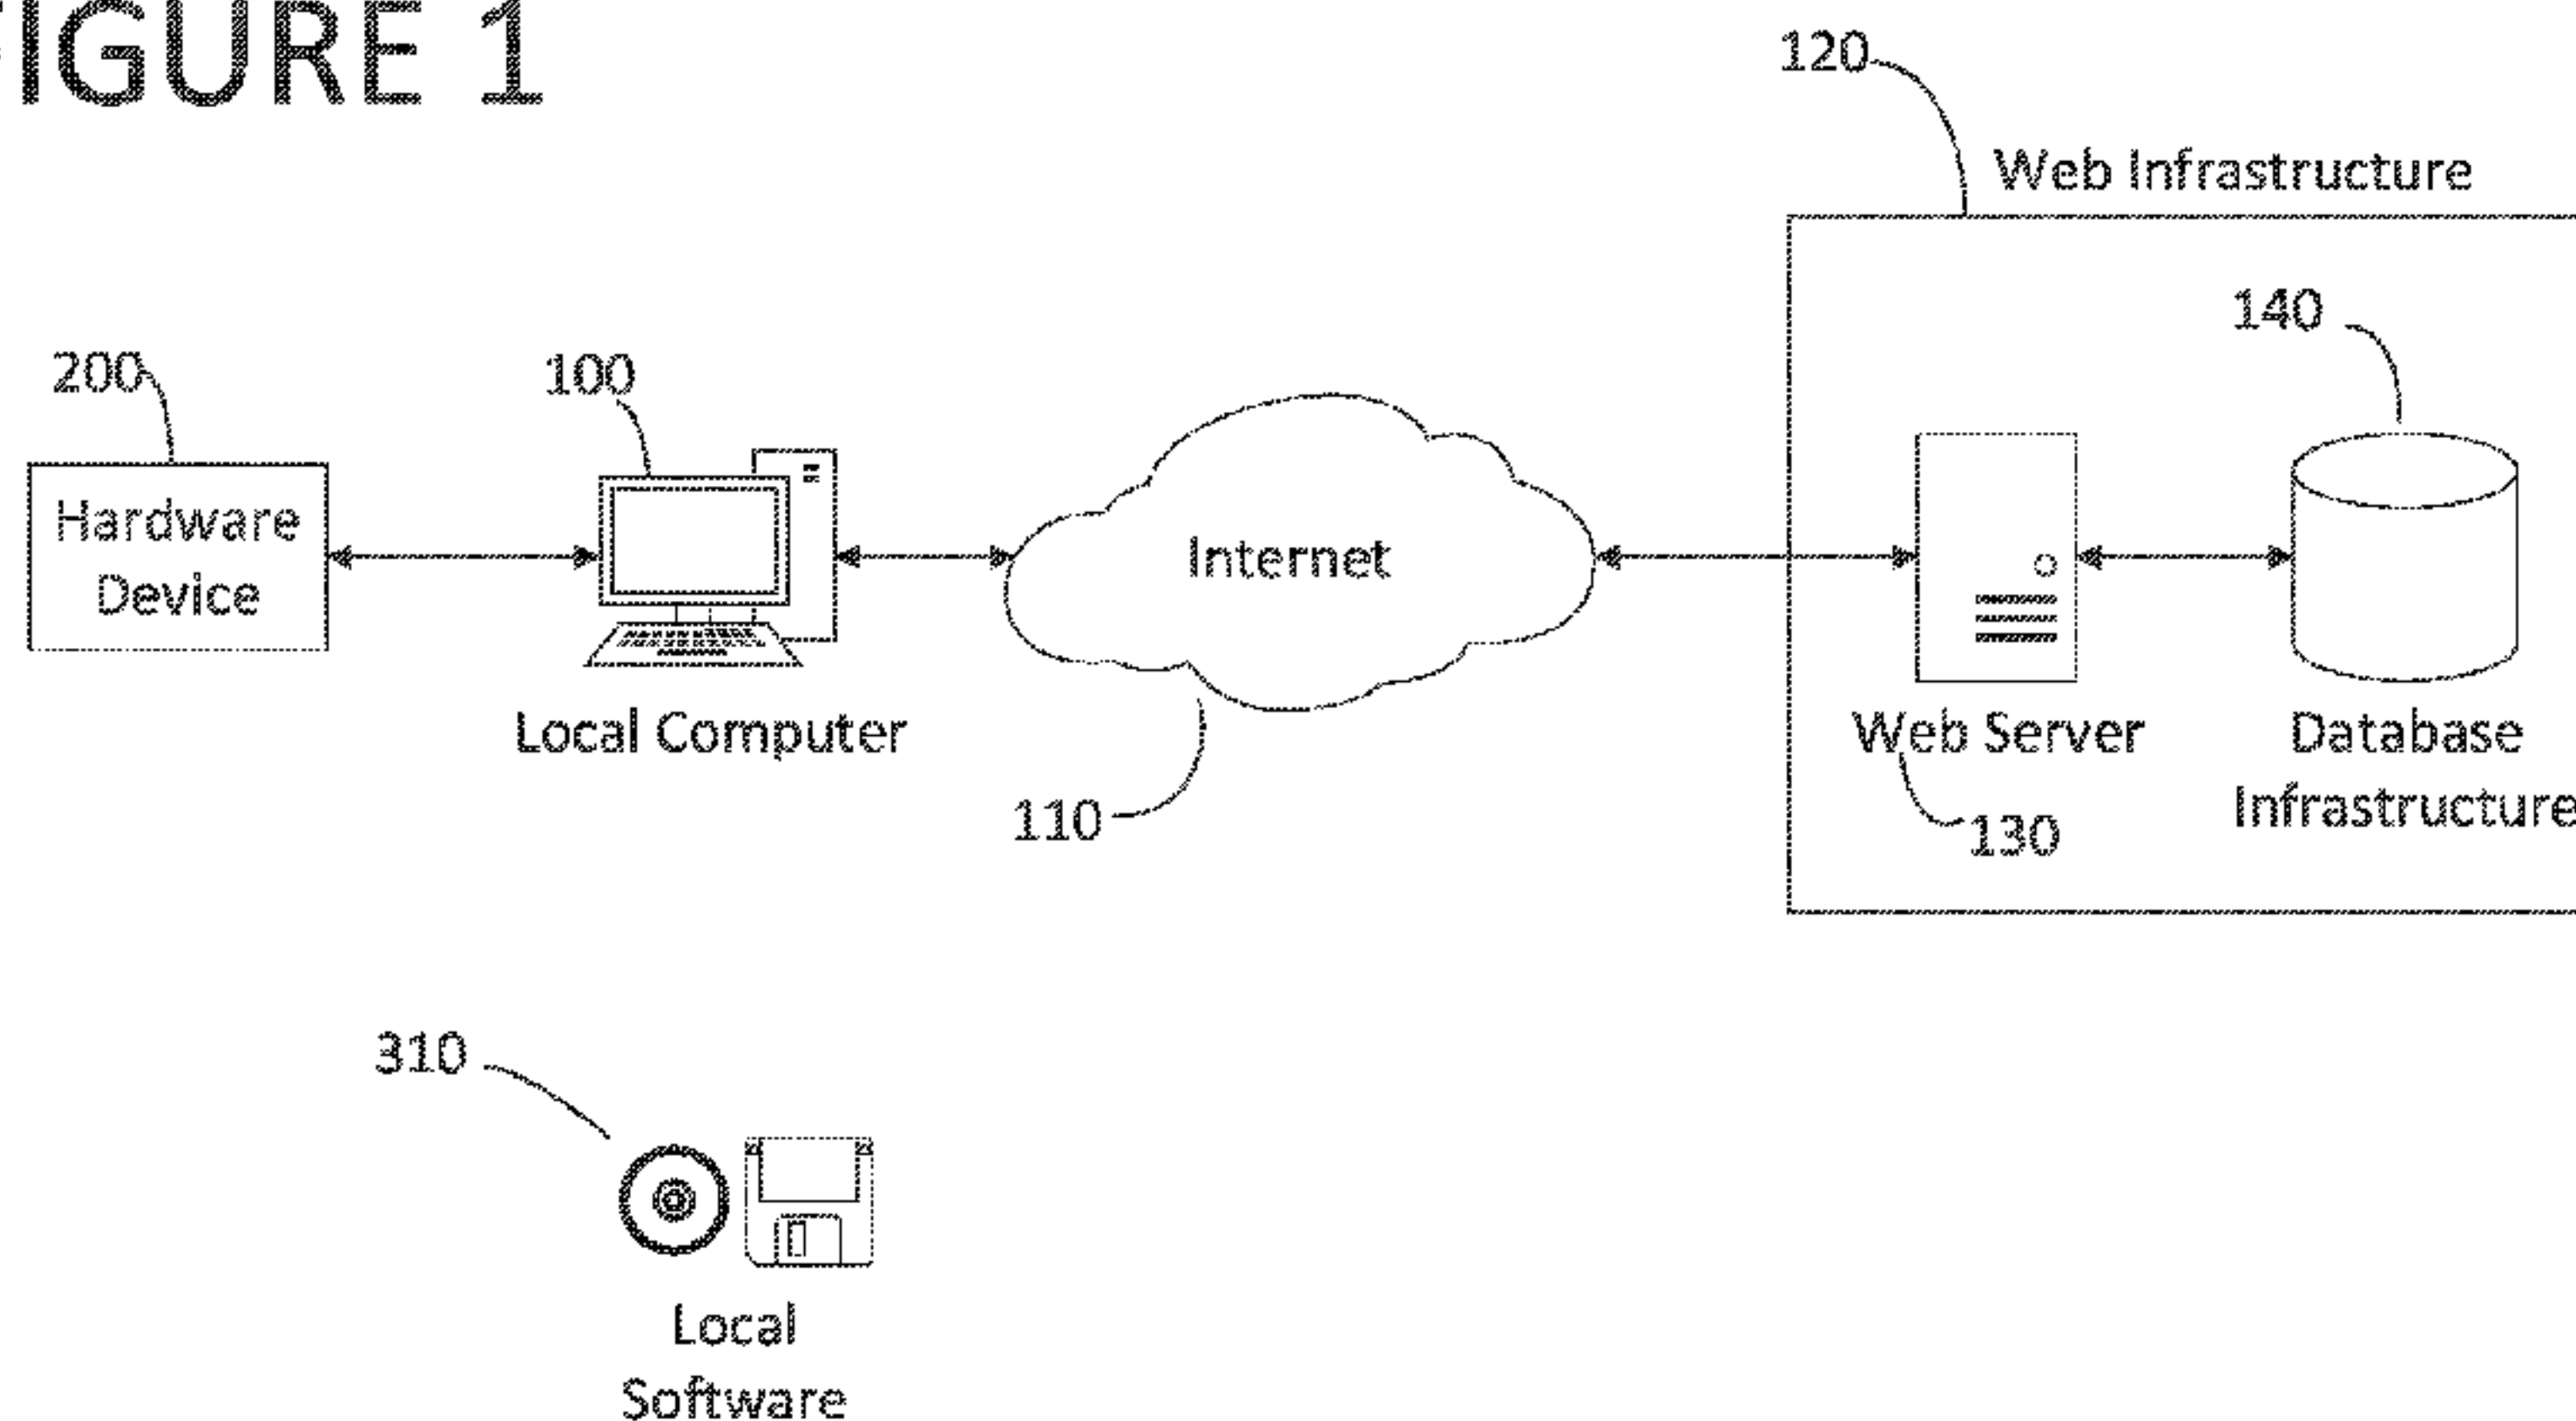 FIGURE 1
120
Web Infrastructure
140
200
100
Hardware
Device
Internet
Local Computer
Web Server
Database
Infrastructure
110
130
310
Local
Software